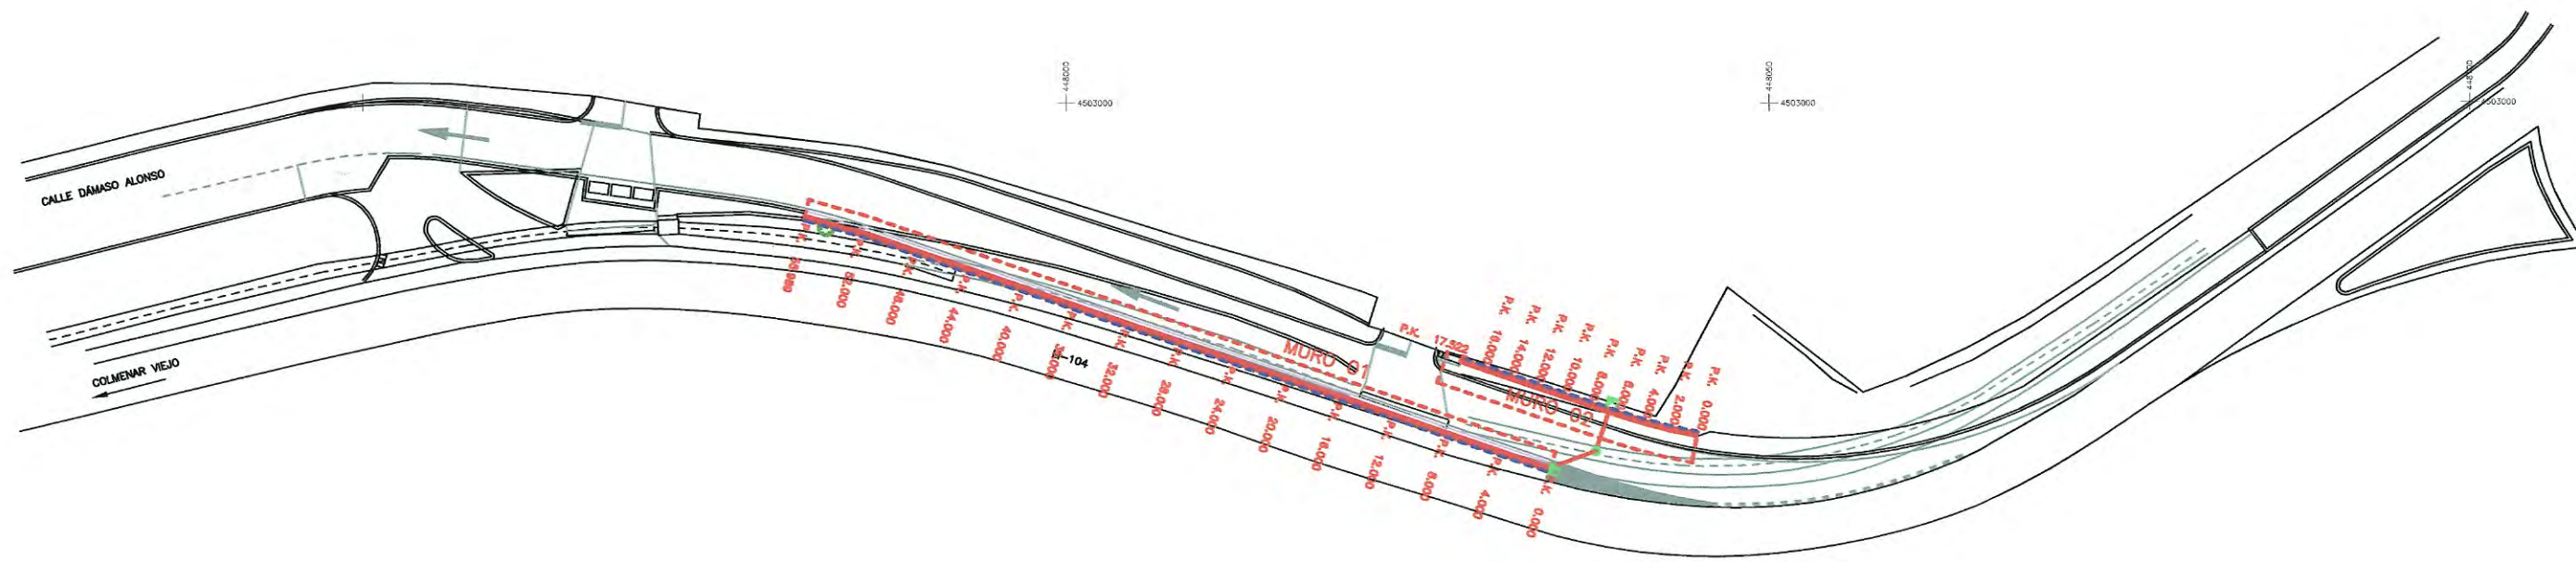 448000
4503000
448050
4503000
4503000
CALLE DÁMASO ALONSO
COLMENAR VIEJO
MURO 01
MURO 02
P.K. 52.000
P.K. 48.000
P.K. 44.000
P.K. 40.000
P.K. 32.000
P.K. 28.000
P.K. 24.000
P.K. 20.000
P.K. 16.000
P.K. 12.000
P.K. 8.000
P.K. 4.000
P.K. 0.000
P.K. 17.522
P.K. 16.000
P.K. 14.000
P.K. 12.000
P.K. 10.000
P.K. 8.000
P.K. 6.000
P.K. 4.000
P.K. 2.000
P.K. 0.000